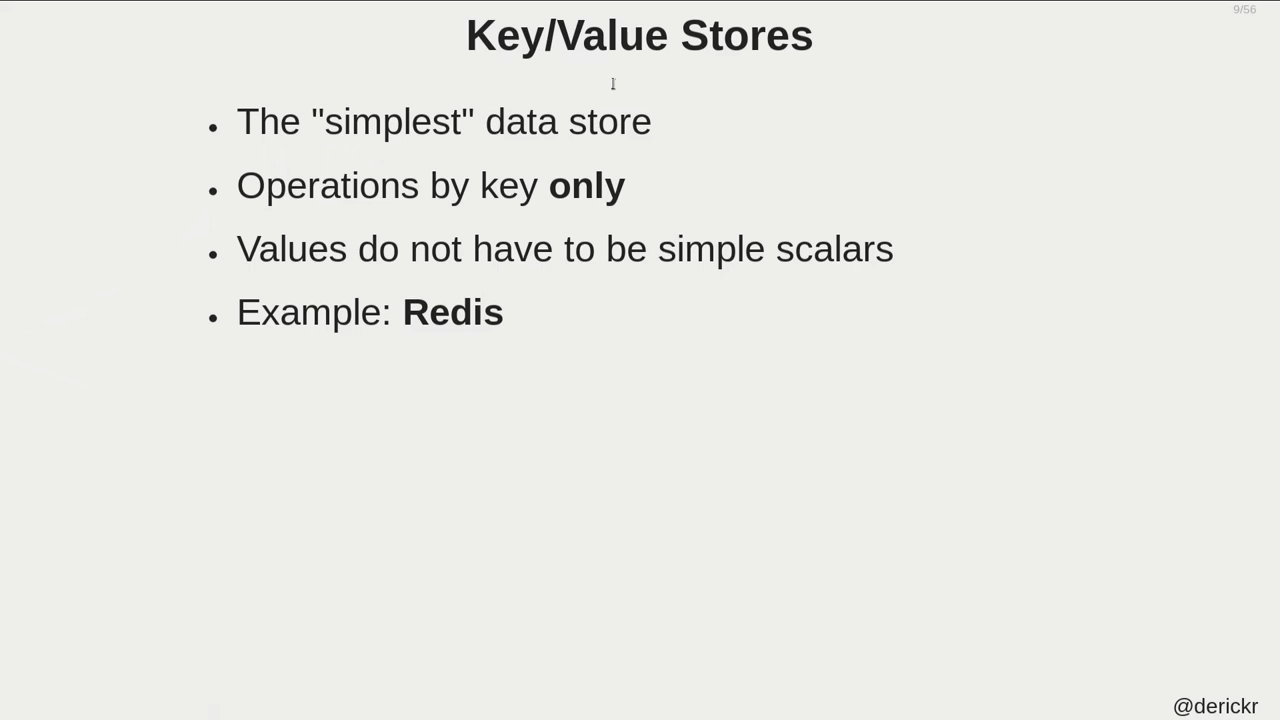 9/56
Key/Value Stores
• The "simplest" data store
• Operations by key only
• Values do not have to be simple scalars
• Example: Redis
@derickr